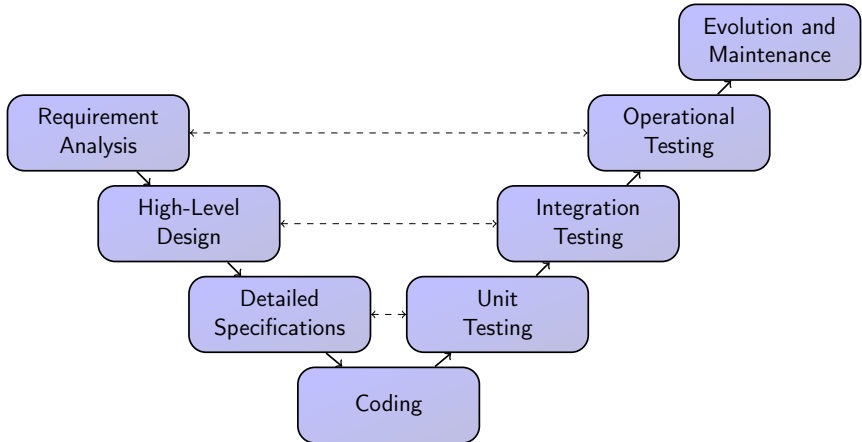 Evolution and
Maintenance
Requirement
Analysis
Operational
Testing
High-Level
Design
Integration
Testing
Detailed
Specifications
Unit
Testing
Coding